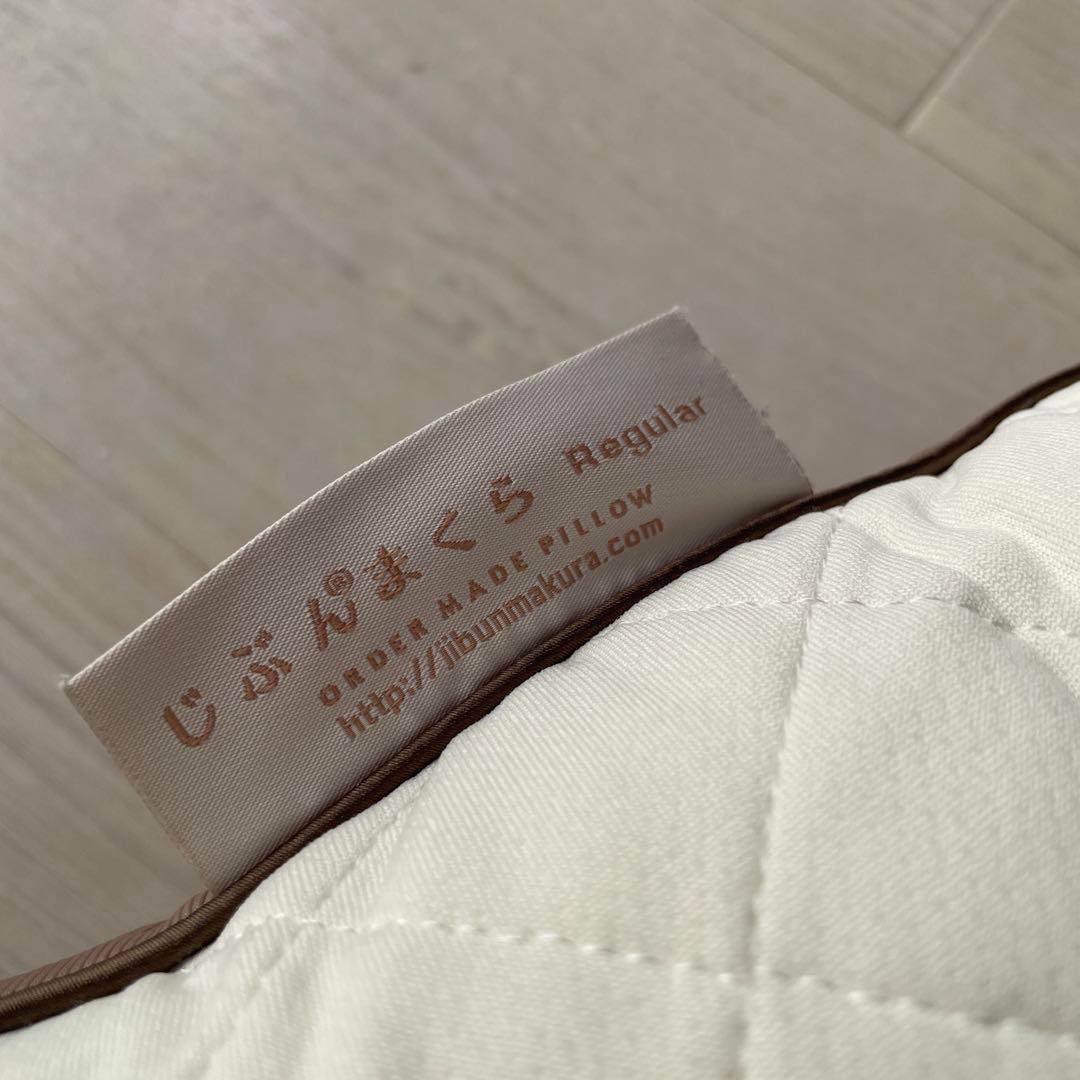 じぶん®まくら Regular
ORDER MADE PILLOW
http://jibunmakura.com